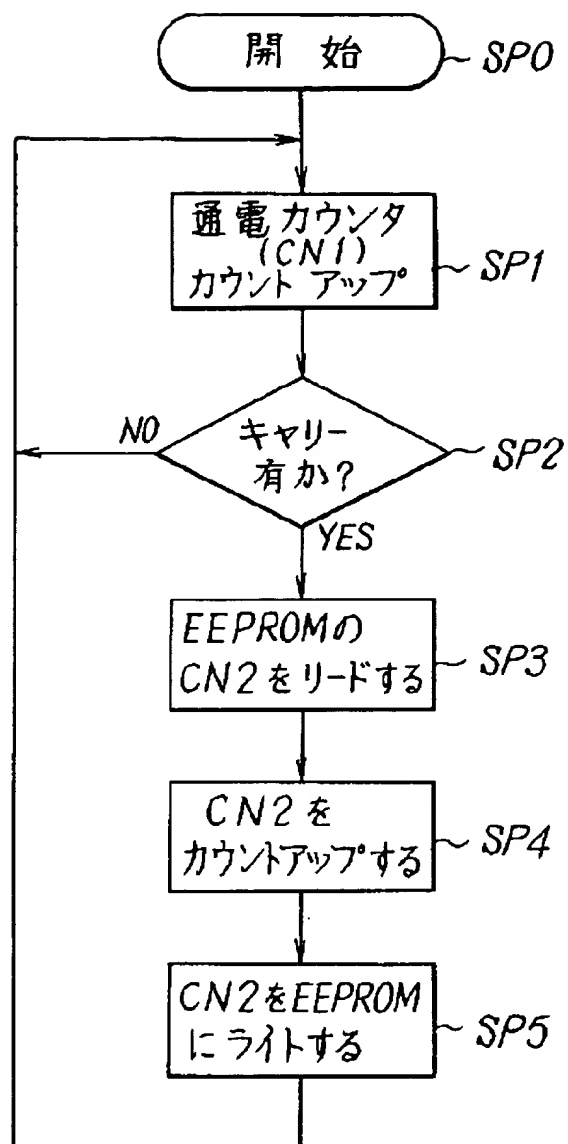 開始
SP0
通電カウンタ
(CN1)
カウントアップ
SP1
キャリー
有か?
SP2
NO
YES
EEPROMの
CN2をリードする
SP3
CN2を
カウントアップする
SP4
CN2をEEPROM
にライトする
SP5